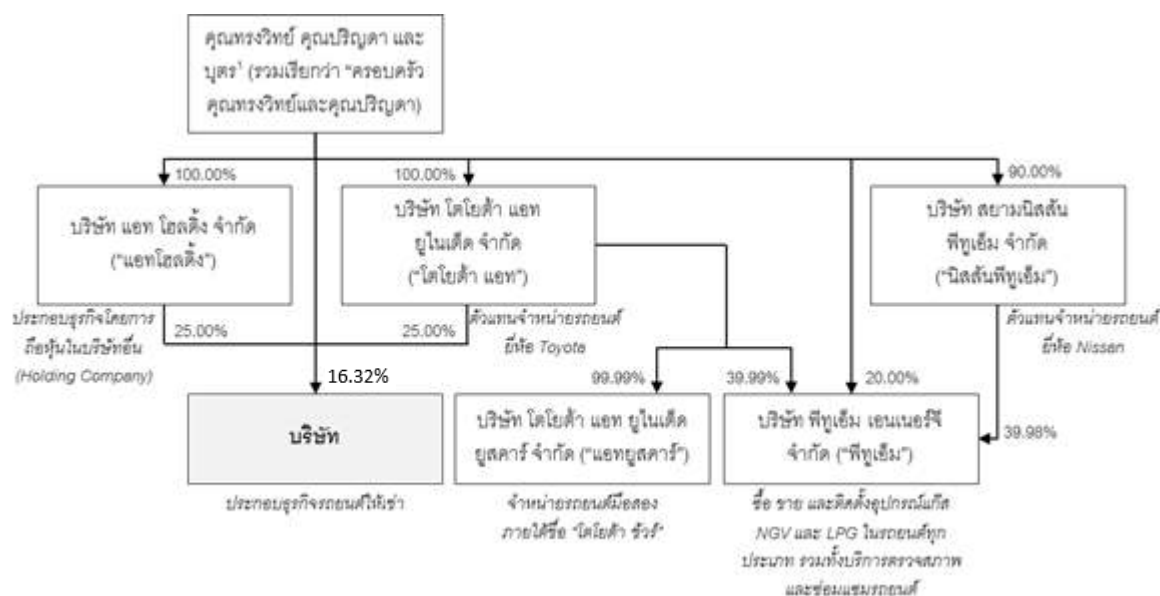 คุณทรงวิทย์ คุณปริญดา และ
บุตร¹ (รวมเรียกว่า "ครอบครัว
คุณทรงวิทย์และคุณปริญดา)
100.00%
100.00%
90.00%
บริษัท แอท โฮลดิ้ง จำกัด
("แอทโฮลดิ้ง")
บริษัท โตโยต้า แอท
ยูไนเต็ด จำกัด
("โตโยต้า แอท")
บริษัท สยามนิสสัน
พีทูเอ็ม จำกัด
("นิสสันพีทูเอ็ม")
ประกอบธุรกิจโดยการ
ถือหุ้นในบริษัทอื่น
(Holding Company)
25.00%
25.00%
ตัวแทนจำหน่ายรถยนต์
ยี่ห้อ Toyota
ตัวแทนจำหน่ายรถยนต์
ยี่ห้อ Nissan
16.32%
99.99%
39.99%
20.00%
39.98%
บริษัท
บริษัท โตโยต้า แอท ยูไนเต็ด
ยูสคาร์ จำกัด ("แอทยูสคาร์")
บริษัท พีทูเอ็ม เอนเนอร์จี
จำกัด ("พีทูเอ็ม")
ประกอบธุรกิจรถยนต์ให้เช่า
จำหน่ายรถยนต์มือสอง
ภายใต้ชื่อ "โตโยต้า ชัวร์"
ซื้อ ขาย และติดตั้งอุปกรณ์แก๊ส
NGV และ LPG ในรถยนต์ทุก
ประเภท รวมทั้งบริการตรวจสภาพ
และซ่อมแซมรถยนต์